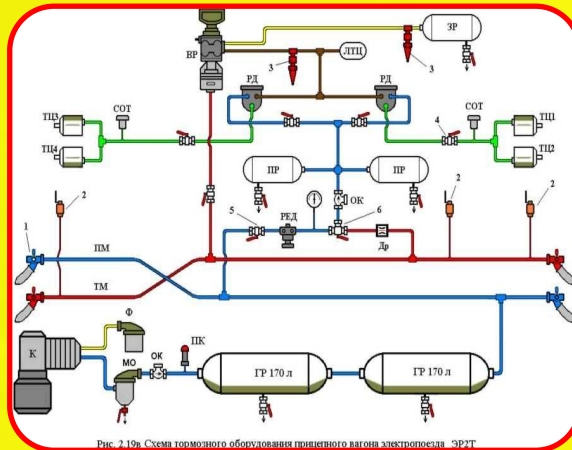 ВР
ЗР
3
ЛТЦ
3
РД
РД
СОТ
ТЦ3
ТЦ4
4
СОТ
ТЦ1
ТЦ2
ПР
ПР
ОК
2
2
2
1
5
РЕД
6
Др
ПМ
ТМ
Ф
К
МО
ОК
ПК
ГР 170 л
ГР 170 л
Рис. 2.19в Схема тормозного оборудования прицепного вагона электропоезда ЭР2Т